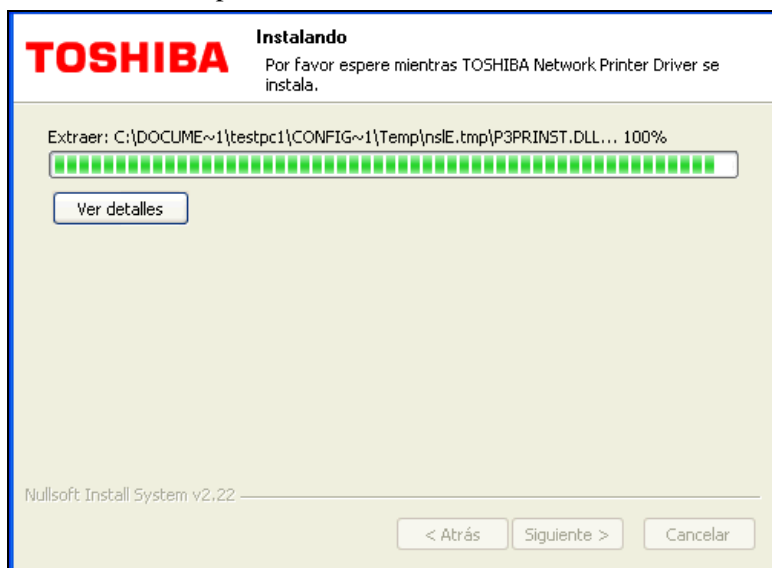 TOSHIBA
Instalando
Por favor espere mientras TOSHIBA Network Printer Driver se
instala.
Extraer: C:\DOCUME~1\testpc1\CONFIG~1\Temp\nslE.tmp\P3PRINST.DLL... 100%
Ver detalles
Nullsoft Install System v2.22
< Atrás
Siguiente >
Cancelar